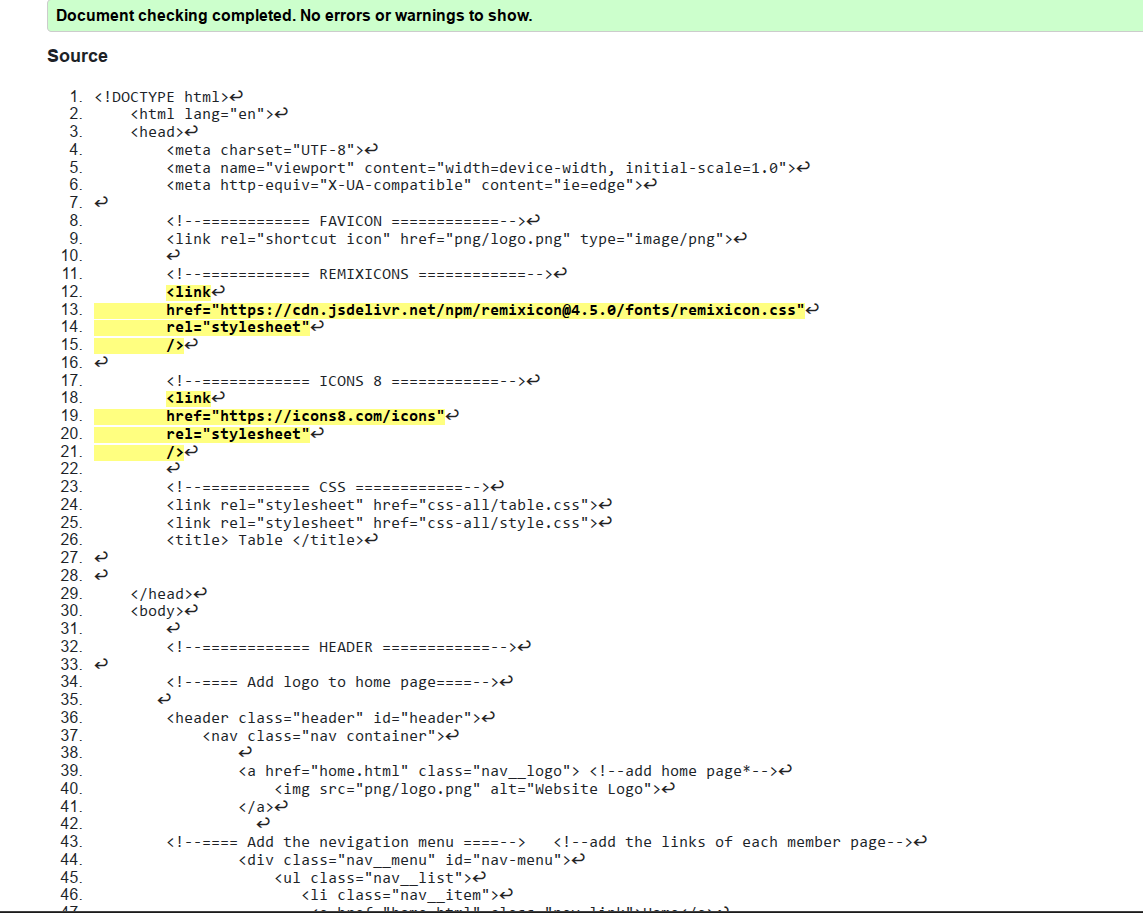 Document checking completed. No errors or warnings to show.
Source
1. <!DOCTYPE html>↩
2. <html lang="en">↩
3. <head>↩
4. <meta charset="UTF-8">↩
5. <meta name="viewport" content="width=device-width, initial-scale=1.0">↩
6. <meta http-equiv="X-UA-compatible" content="ie=edge">↩
7. ↩
8. <!--============ FAVICON ============-->↩
9. <link rel="shortcut icon" href="png/logo.png" type="image/png">↩
10. ↩
11. <!--============ REMIXICONS ============-->↩
12. <link↩
13. href="https://cdn.jsdelivr.net/npm/remixicon@4.5.0/fonts/remixicon.css"↩
14. rel="stylesheet"↩
15. />↩
16. ↩
17. <!--============ ICONS 8 ============-->↩
18. <link↩
19. href="https://icons8.com/icons"↩
20. rel="stylesheet"↩
21. />↩
22. ↩
23. <!--============ CSS ============-->↩
24. <link rel="stylesheet" href="css-all/table.css">↩
25. <link rel="stylesheet" href="css-all/style.css">↩
26. <title> Table </title>↩
27. ↩
28. ↩
29. </head>↩
30. <body>↩
31. ↩
32. <!--============ HEADER ============-->↩
33. ↩
34. <!--==== Add logo to home page====-->↩
35. ↩
36. <header class="header" id="header">↩
37. <nav class="nav container">↩
38. ↩
39. <a href="home.html" class="nav__logo"> <!--add home page*-->↩
40. <img src="png/logo.png" alt="Website Logo">↩
41. </a>↩
42. ↩
43. <!--==== Add the nevigation menu ====--> <!--add the links of each member page-->↩
44. <div class="nav__menu" id="nav-menu">↩
45. <ul class="nav__list">↩
46. <li class="nav__item">↩